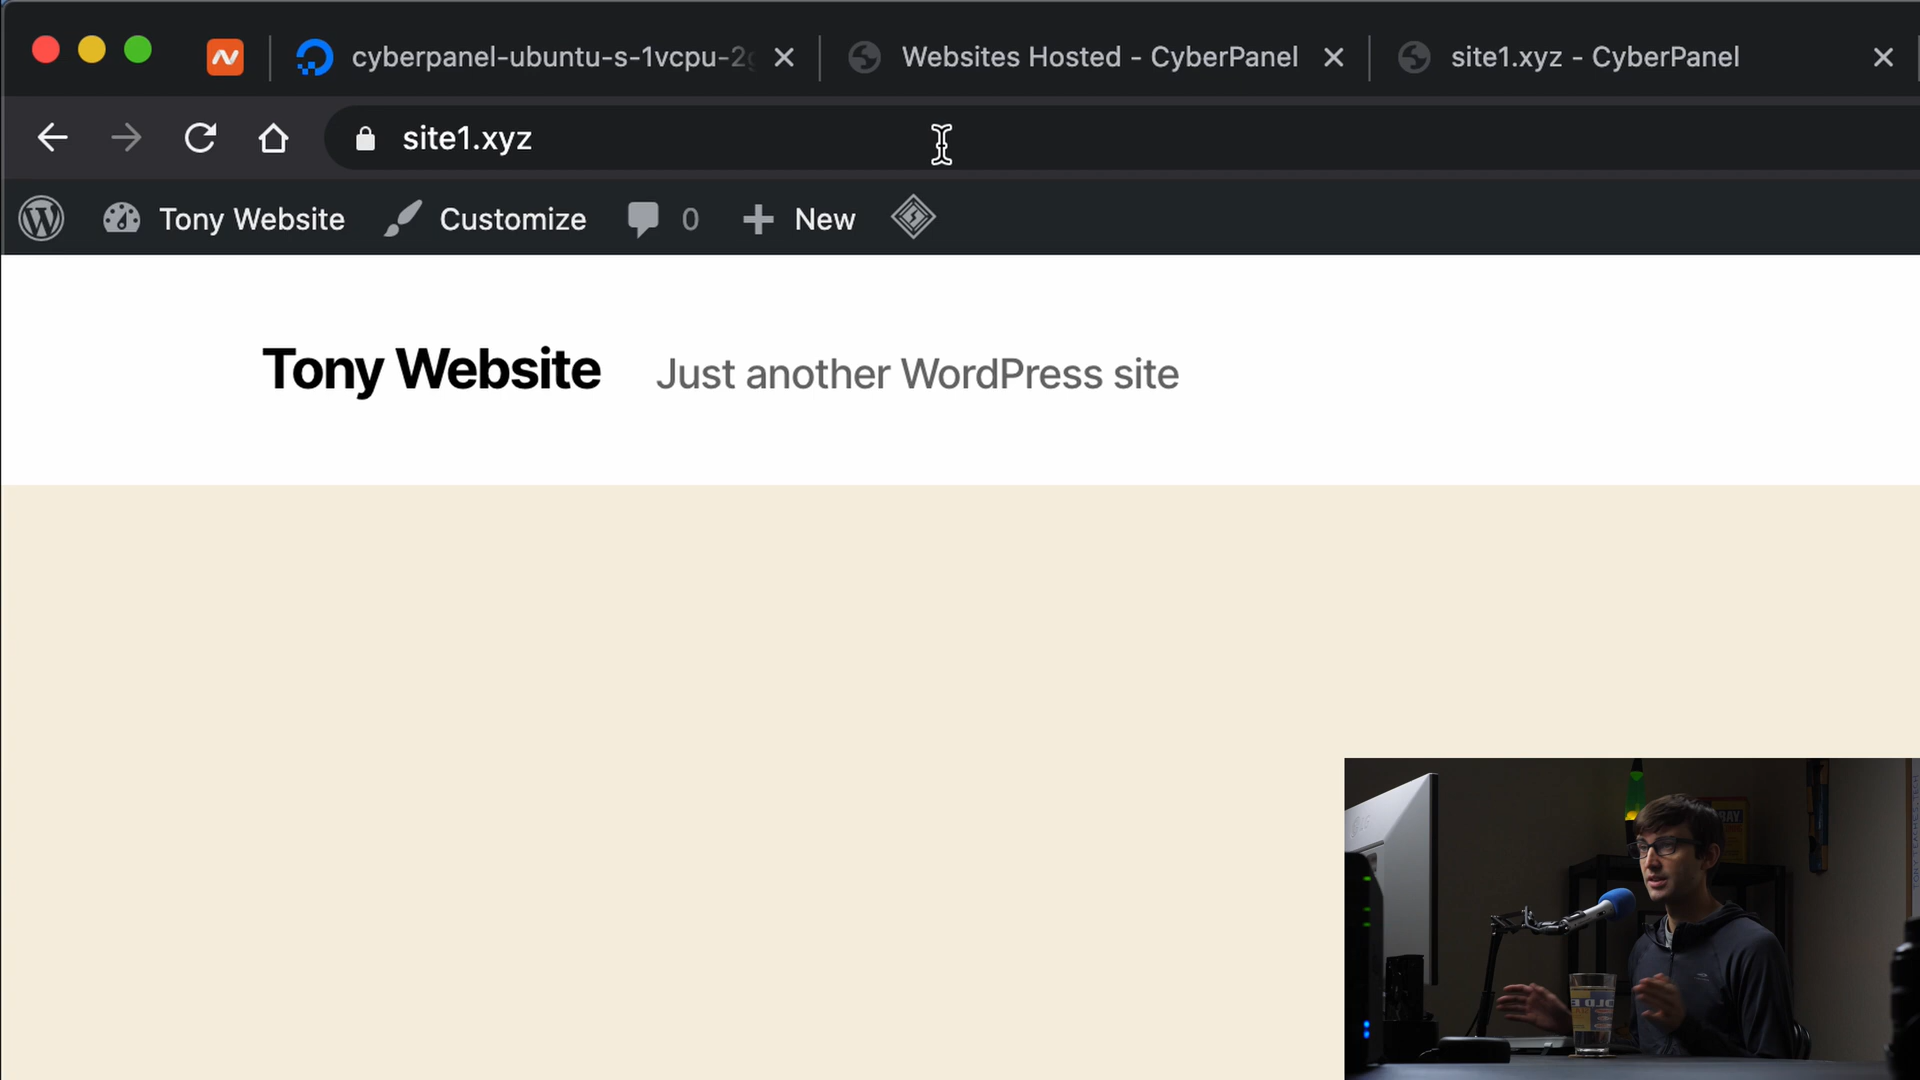 cyberpanel-ubuntu-s-1vcpu-2g
Websites Hosted - CyberPanel
site1.xyz - CyberPanel
site1.xyz
Tony Website
Customize
0
New
Tony Website
Just another WordPress site